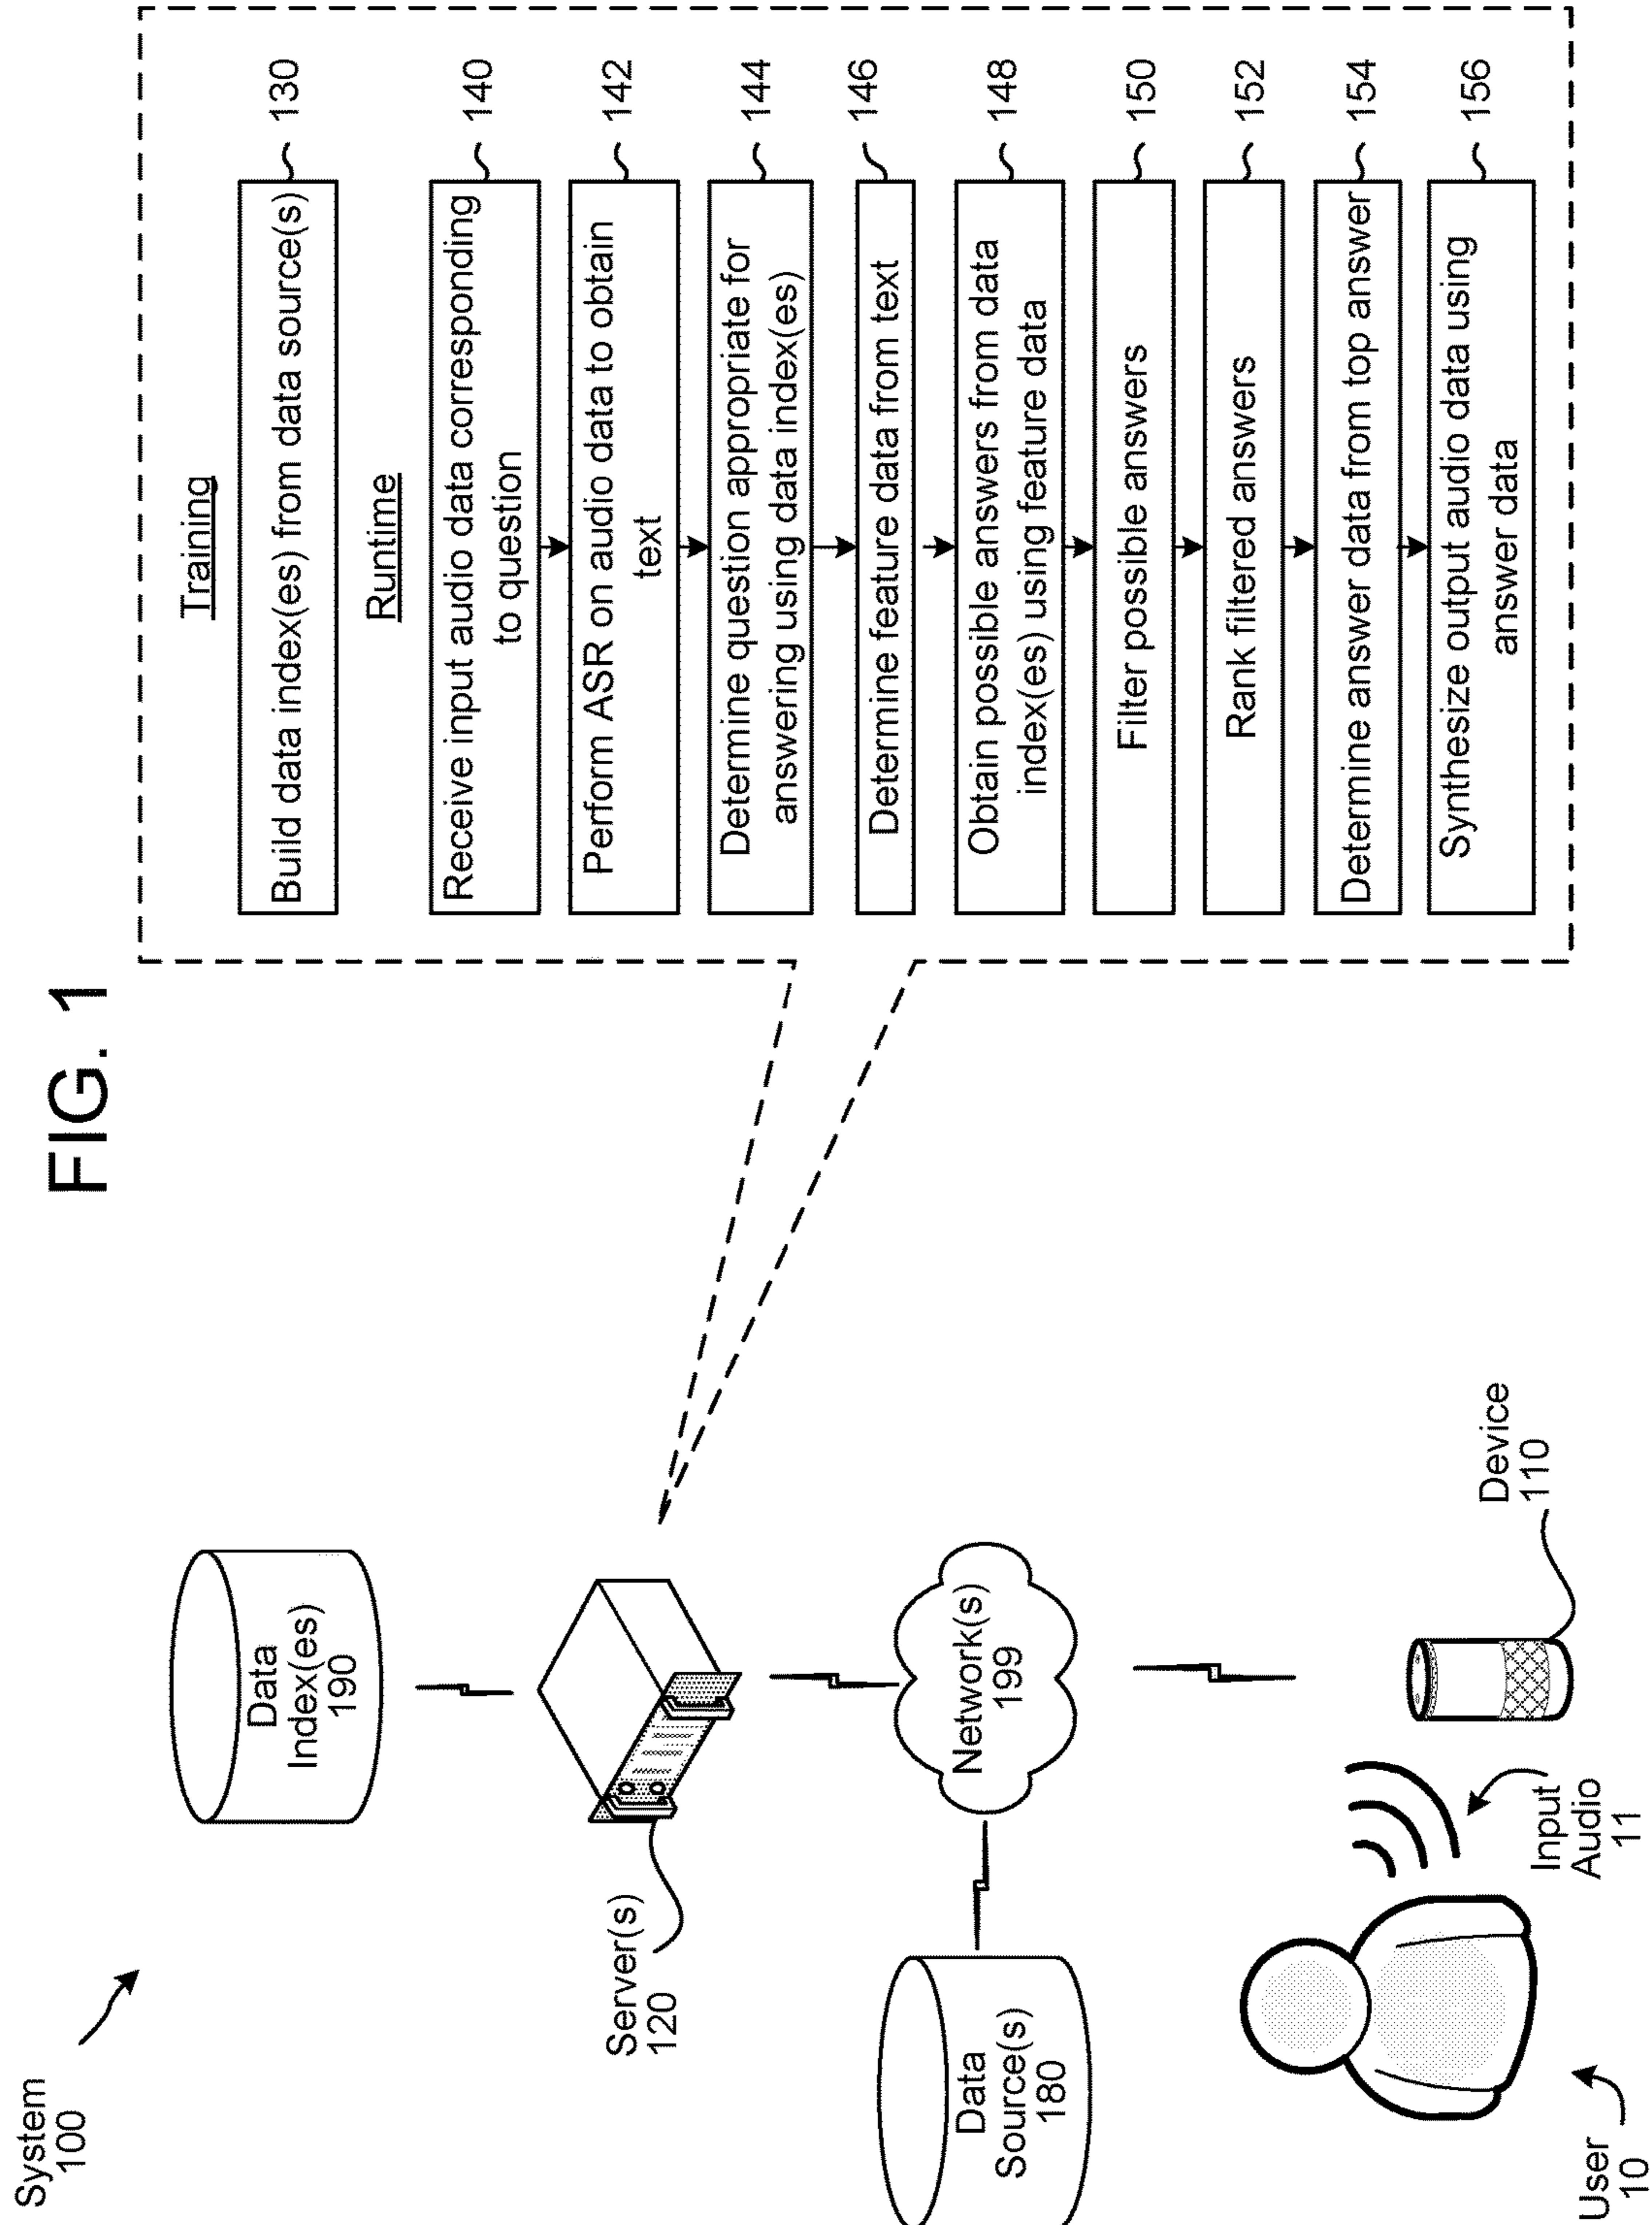 FIG. 1
System
100
Data
Index(es)
190
Server(s)
120
Data
Source(s)
180
Network(s)
199
User
10
Input
Audio
11
Device
110
Training
Build data index(es) from data source(s)
130
Runtime
Receive input audio data corresponding
to question
140
Perform ASR on audio data to obtain
text
142
Determine question appropriate for
answering using data index(es)
144
Determine feature data from text
146
Obtain possible answers from data
index(es) using feature data
148
Filter possible answers
150
Rank filtered answers
152
Determine answer data from top answer
154
Synthesize output audio data using
answer data
156